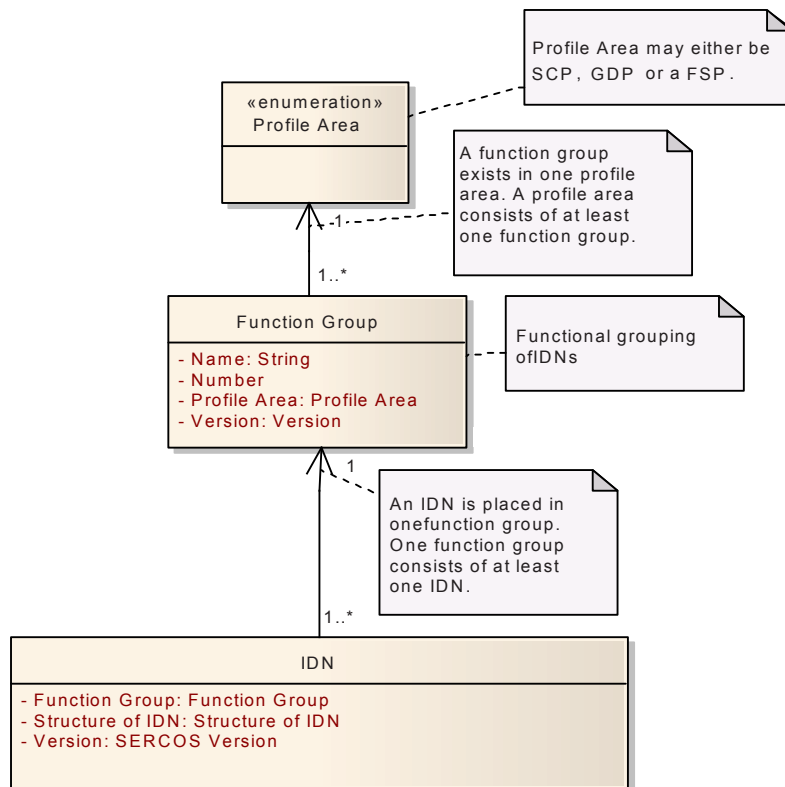 Profile Area may either be
SCP, GDP or a FSP.
«enumeration»
Profile Area
A function group
exists in one profile
area. A profile area
consists of at least
one function group.
1
1..*
Function Group
- Name: String
- Number
- Profile Area: Profile Area
- Version: Version
Functional grouping
ofIDNs
1
An IDN is placed in
onefunction group.
One function group
consists of at least
one IDN.
1..*
IDN
- Function Group: Function Group
- Structure of IDN: Structure of IDN
- Version: SERCOS Version